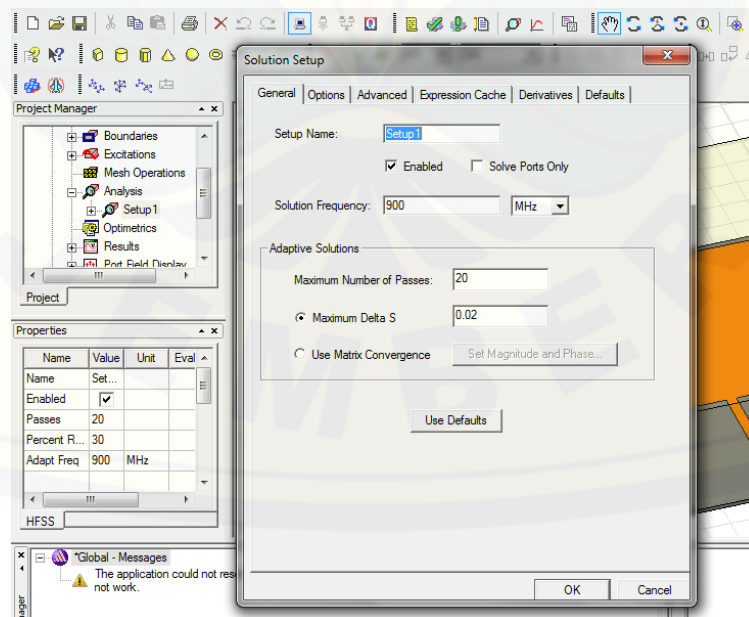 Solution Setup
General Options Advanced Expression Cache Derivatives Defaults
Setup Name: Setup1
Enabled Solve Ports Only
Solution Frequency: 900 MHz
Adaptive Solutions
Maximum Number of Passes: 20
Maximum Delta S 0.02
Use Matrix Convergence Set Magnitude and Phase...
Use Defaults
OK Cancel
Project Manager
Boundaries
Excitations
Mesh Operations
Analysis
Setup1
Optimetrics
Results
Port Field Display
Project
Properties
Name Value Unit Eval
Name Set...
Enabled
Passes 20
Percent R... 30
Adapt Freq 900 MHz
HFSS
*Global - Messages
The application could not res
not work.